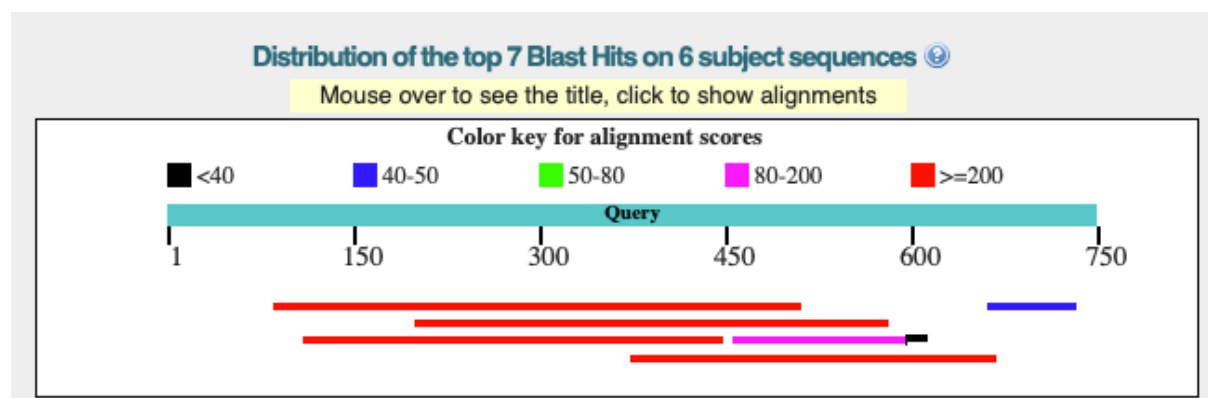 Distribution of the top 7 Blast Hits on 6 subject sequences ?
Mouse over to see the title, click to show alignments
Color key for alignment scores
<40 40-50 50-80 80-200 >=200
Query
1 150 300 450 600 750